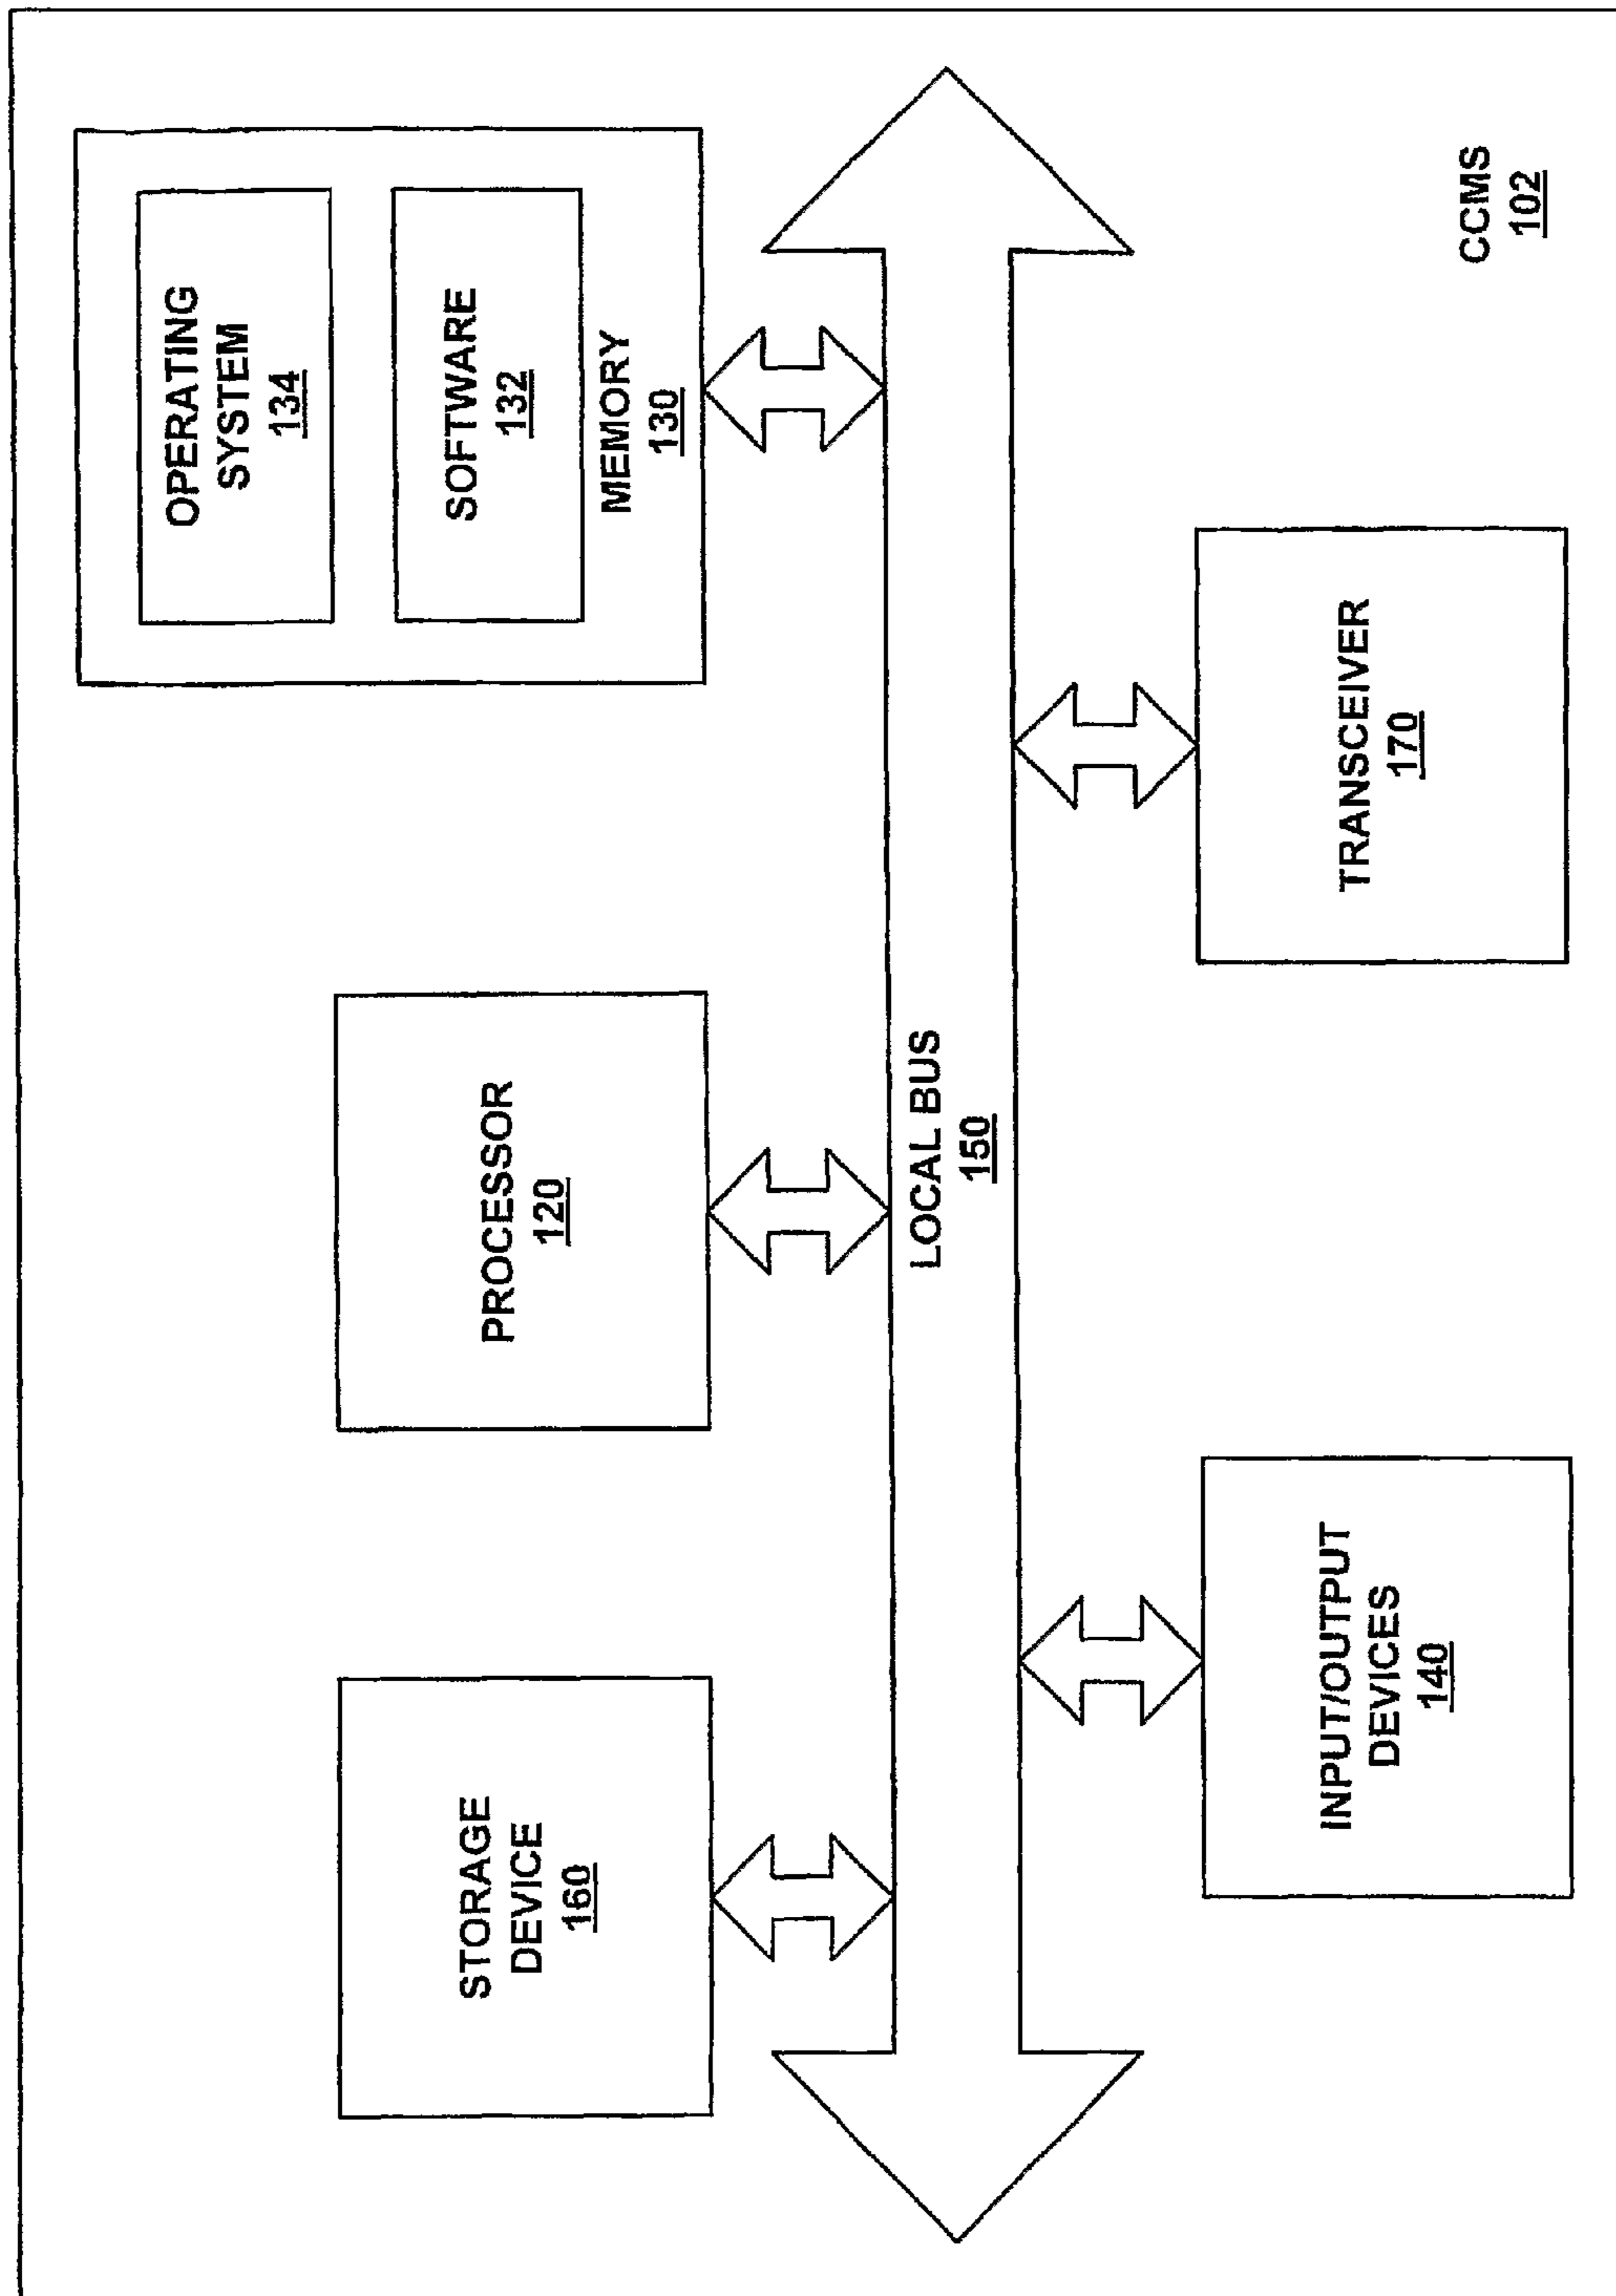 STORAGE
DEVICE
160
PROCESSOR
120
OPERATING
SYSTEM
134
SOFTWARE
132
MEMORY
130
LOCAL BUS
150
INPUT/OUTPUT
DEVICES
140
TRANSCEIVER
170
CCMS
102